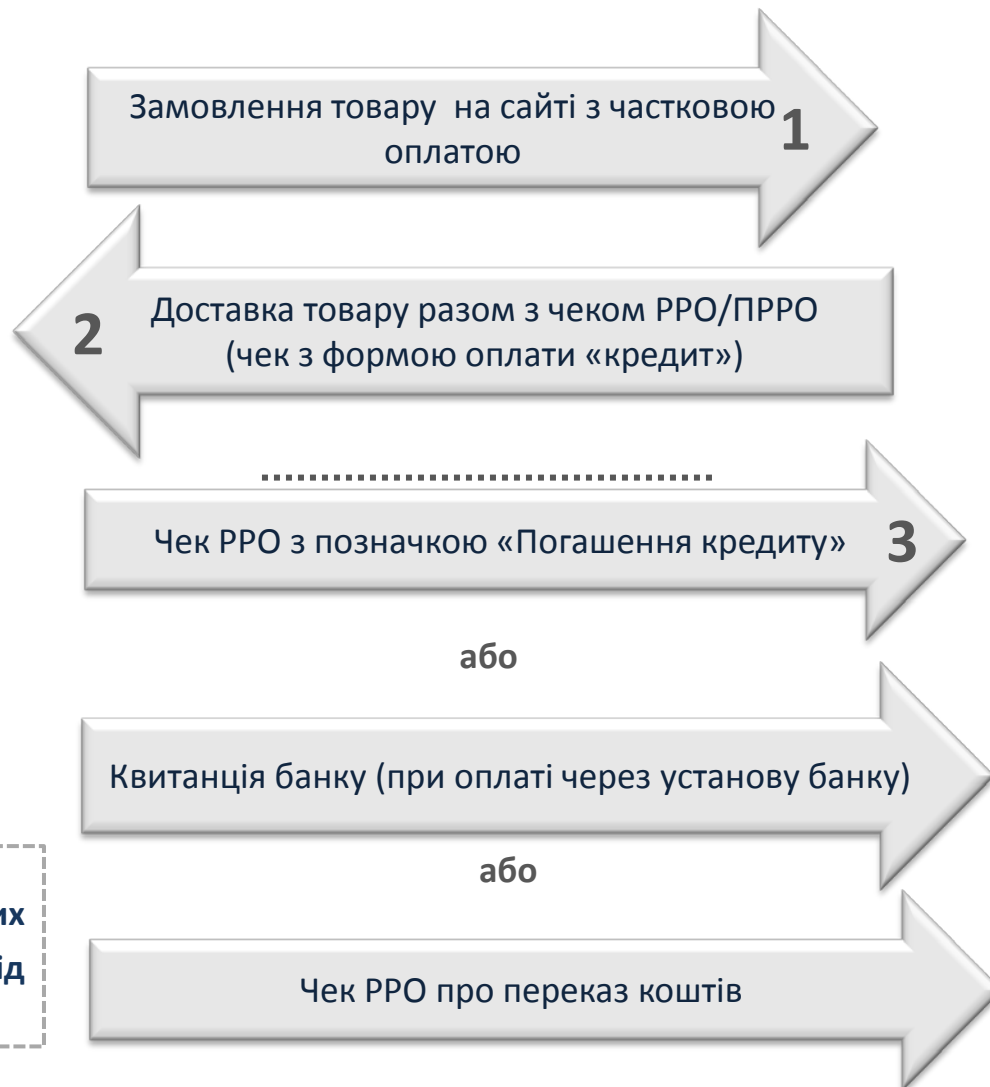 Замовлення товару на сайті з частковою
оплатою
1
2
Доставка товару разом з чеком РРО/ПРРО
(чек з формою оплати «кредит»)
Чек РРО з позначкою «Погашення кредиту»
3
або
Квитанція банку (при оплаті через установу банку)
або
их
ід
Чек РРО про переказ коштів